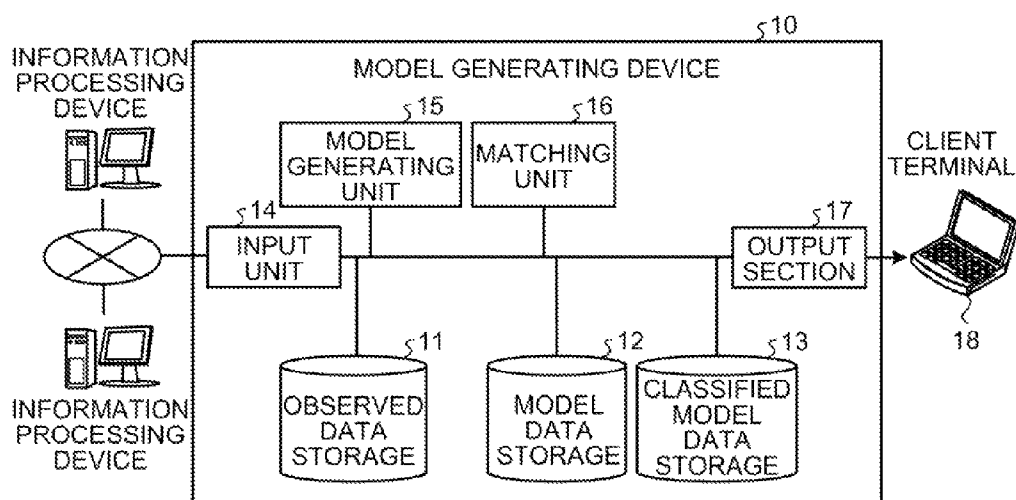 10
INFORMATION
PROCESSING
DEVICE
MODEL GENERATING DEVICE
15
MODEL
GENERATING
UNIT
16
MATCHING
UNIT
CLIENT
TERMINAL
14
INPUT
UNIT
17
OUTPUT
SECTION
18
11
OBSERVED
DATA
STORAGE
12
MODEL
DATA
STORAGE
13
CLASSIFIED
MODEL
DATA
STORAGE
INFORMATION
PROCESSING
DEVICE